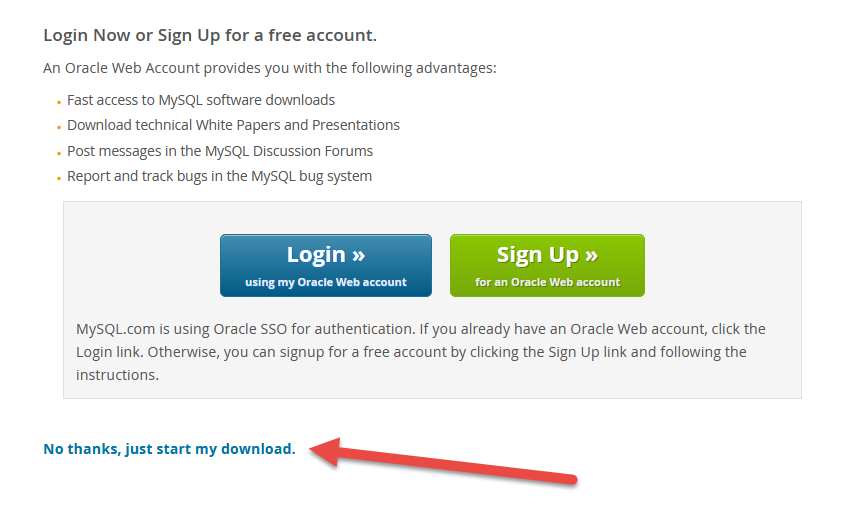 Login Now or Sign Up for a free account.
An Oracle Web Account provides you with the following advantages:
• Fast access to MySQL software downloads
• Download technical White Papers and Presentations
• Post messages in the MySQL Discussion Forums
• Report and track bugs in the MySQL bug system
Login »
using my Oracle Web account
Sign Up »
for an Oracle Web account
MySQL.com is using Oracle SSO for authentication. If you already have an Oracle Web account, click the
Login link. Otherwise, you can signup for a free account by clicking the Sign Up link and following the
instructions.
No thanks, just start my download.